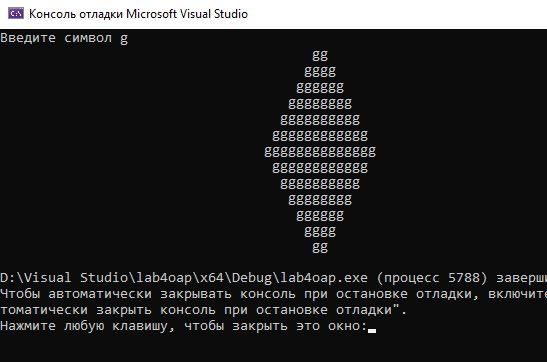 Консоль отладки Microsoft Visual Studio
Введите символ g
gg
gggg
gggggg
gggggggg
gggggggggg
gggggggggggg
gggggggggggggg
gggggggggggg
gggggggggg
gggggggg
gggggg
gggg
gg
D:\Visual Studio\lab4oap\x64\Debug\lab4oap.exe (процесс 5788) заверш
Чтобы автоматически закрывать консоль при остановке отладки, включите
томатически закрыть консоль при остановке отладки".
Нажмите любую клавишу, чтобы закрыть это окно: